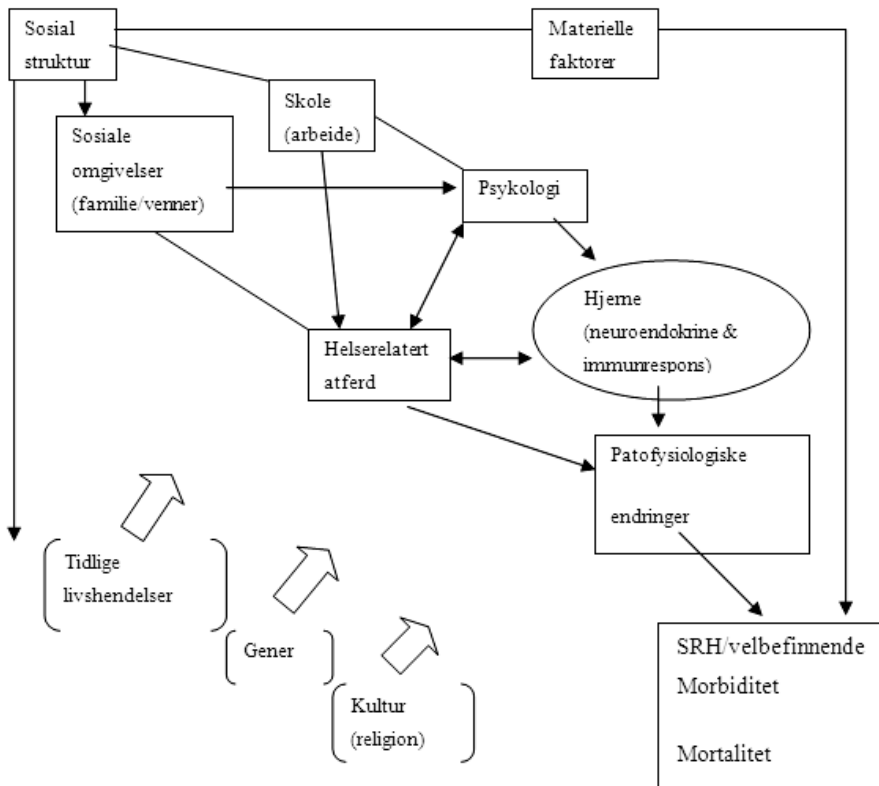 Sosial
struktur
Materielle
faktorer
Skole
(arbeide)
Sosiale
omgivelser
(familie/venner)
Psykologi
Hjerne
(neuroendokrine &
immunrespons)
Helserelatert
atferd
Patofysiologiske
endringer
Tidlige
livshendelser
Gener
Kultur
(religion)
SRH/velbefinnende
Morbiditet
Mortalitet